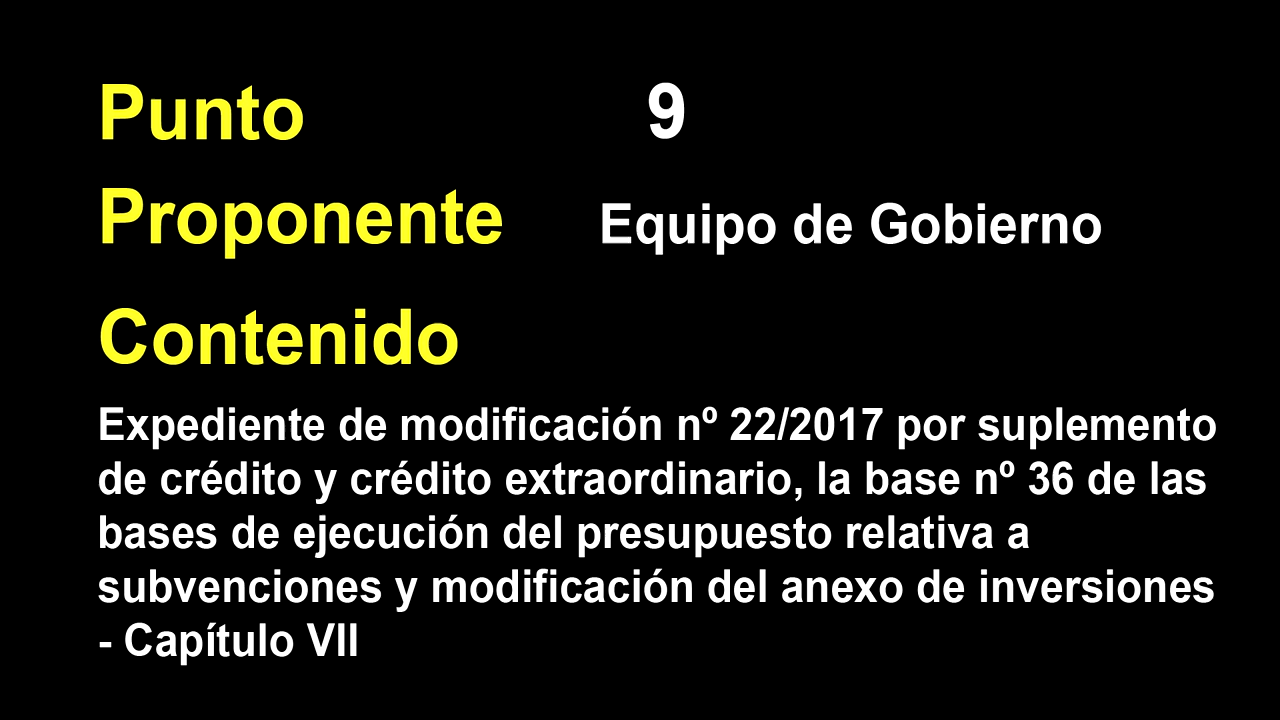 Punto 9
Proponente Equipo de Gobierno
Contenido
Expediente de modificación nº 22/2017 por suplemento
de crédito y crédito extraordinario, la base nº 36 de las
bases de ejecución del presupuesto relativa a
subvenciones y modificación del anexo de inversiones
- Capítulo VII